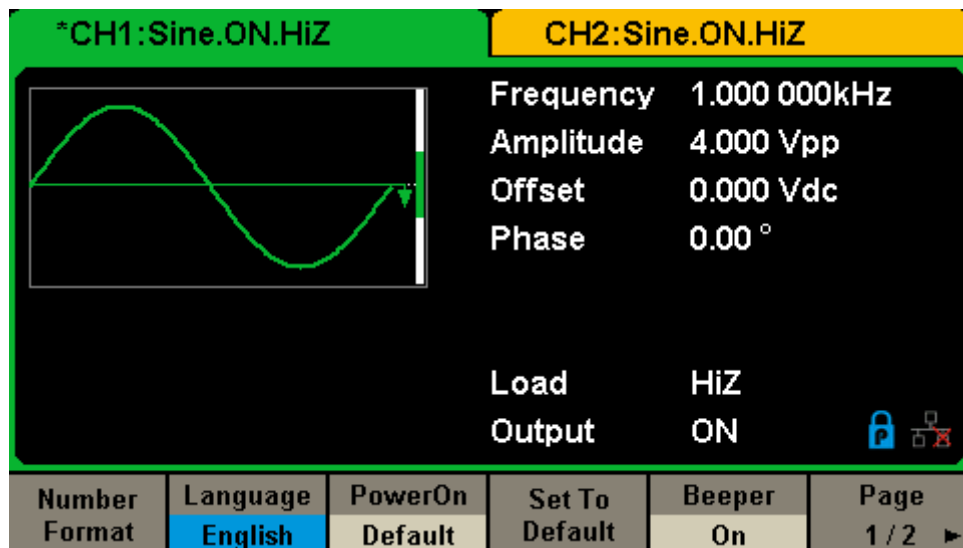 *CH1:Sine.ON.HiZ
CH2:Sine.ON.HiZ
Frequency 1.000 000kHz
Amplitude 4.000 Vpp
Offset 0.000 Vdc
Phase 0.00 °
Load HiZ
Output ON
P
Number Format
Language English
PowerOn Default
Set To Default
Beeper On
Page 1/2 ►